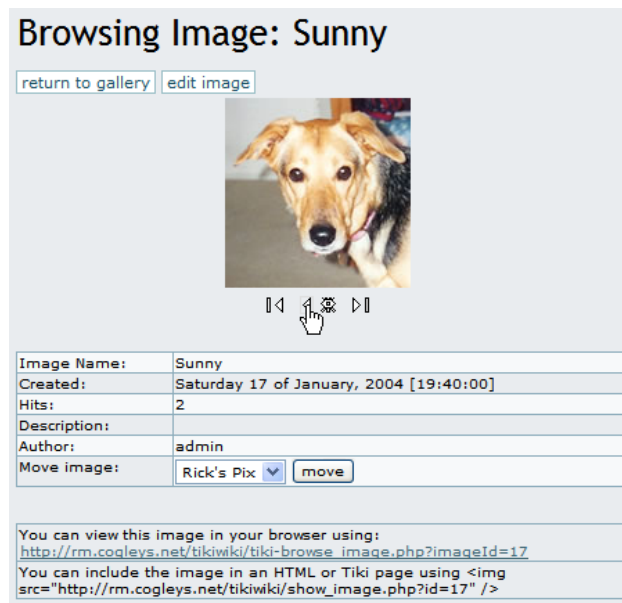 Browsing Image: Sunny
return to gallery edit image
Image Name: Sunny
Created: Saturday 17 of January, 2004 [19:40:00]
Hits: 2
Description:
Author: admin
Move image: Rick's Pix move
You can view this image in your browser using:
http://rm.cogleys.net/tikiwiki/tiki-browse_image.php?imageId=17
You can include the image in an HTML or Tiki page using <img
src="http://rm.cogleys.net/tikiwiki/show_image.php?id=17" />